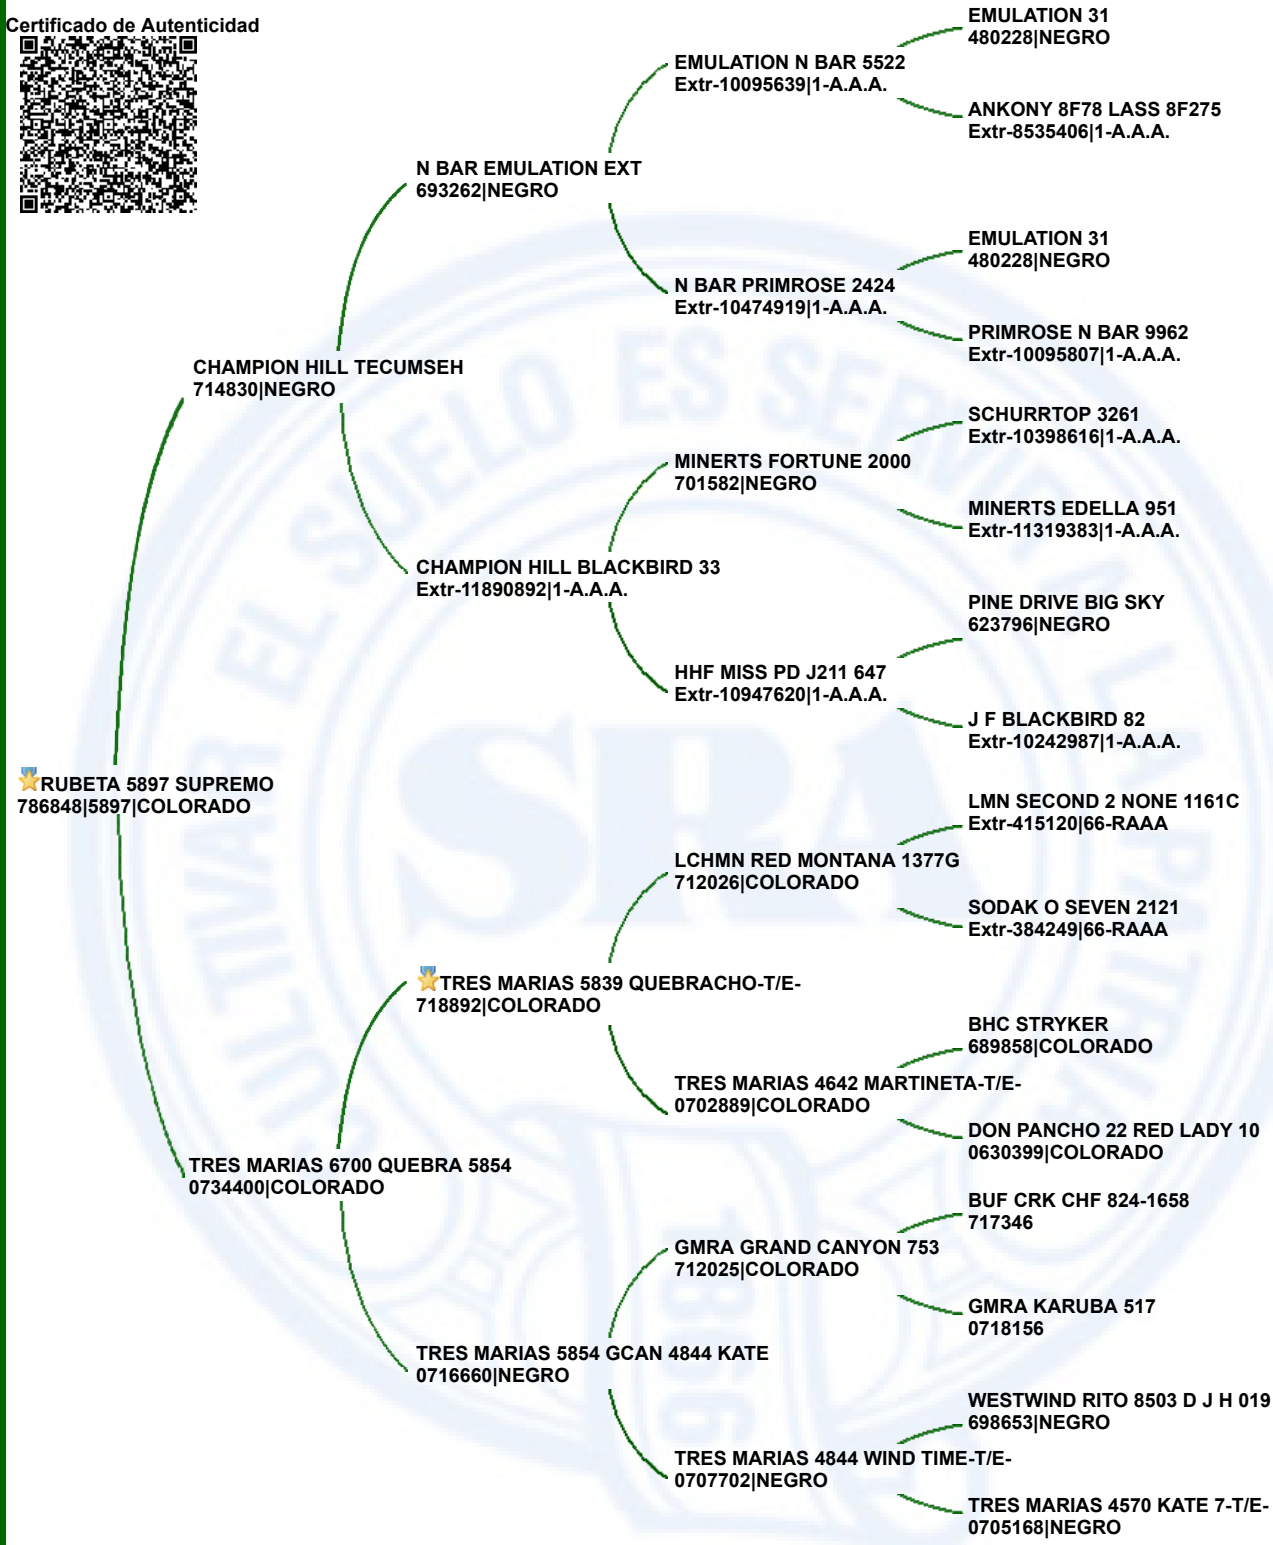 Certificado de Autenticidad
EMULATION 31
480228|NEGRO
EMULATION N BAR 5522
Extr-10095639|1-A.A.A.
ANKONY 8F78 LASS 8F275
Extr-8535406|1-A.A.A.
N BAR EMULATION EXT
693262|NEGRO
EMULATION 31
480228|NEGRO
N BAR PRIMROSE 2424
Extr-10474919|1-A.A.A.
PRIMROSE N BAR 9962
Extr-10095807|1-A.A.A.
CHAMPION HILL TECUMSEH
714830|NEGRO
SCHURRTOP 3261
Extr-10398616|1-A.A.A.
MINERTS FORTUNE 2000
701582|NEGRO
MINERTS EDELLA 951
Extr-11319383|1-A.A.A.
CHAMPION HILL BLACKBIRD 33
Extr-11890892|1-A.A.A.
PINE DRIVE BIG SKY
623796|NEGRO
HHF MISS PD J211 647
Extr-10947620|1-A.A.A.
J F BLACKBIRD 82
Extr-10242987|1-A.A.A.
RUBETA 5897 SUPREMO
786848|5897|COLORADO
LMN SECOND 2 NONE 1161C
Extr-415120|66-RAAA
LCHMN RED MONTANA 1377G
712026|COLORADO
SODAK O SEVEN 2121
Extr-384249|66-RAAA
TRES MARIAS 5839 QUEBRACHO-T/E-
718892|COLORADO
BHC STRYKER
689858|COLORADO
TRES MARIAS 4642 MARTINETA-T/E-
0702889|COLORADO
DON PANCHO 22 RED LADY 10
0630399|COLORADO
TRES MARIAS 6700 QUEBRA 5854
0734400|COLORADO
BUF CRK CHF 824-1658
717346
GMRA GRAND CANYON 753
712025|COLORADO
GMRA KARUBA 517
0718156
TRES MARIAS 5854 GCAN 4844 KATE
0716660|NEGRO
WESTWIND RITO 8503 D J H 019
698653|NEGRO
TRES MARIAS 4844 WIND TIME-T/E-
0707702|NEGRO
TRES MARIAS 4570 KATE 7-T/E-
0705168|NEGRO
CULTIVAR EL SUELO ES SERVIR A LA PATRIA
SRA
1866